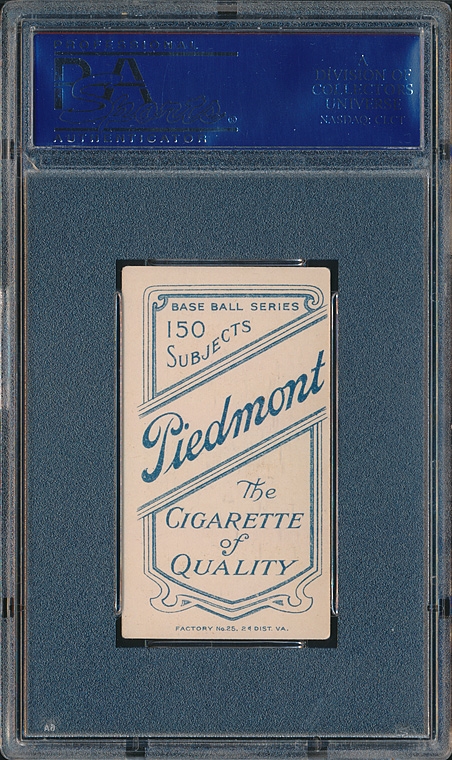 PROFESSIONAL
PSA
Sports
AUTHENTICATOR
A
DIVISION OF
COLLECTORS
UNIVERSE
NASDAQ: CLCT
BASE BALL SERIES
150
SUBJECTS
Piedmont
The
CIGARETTE
of
QUALITY
FACTORY No. 25, 2d DIST. VA.